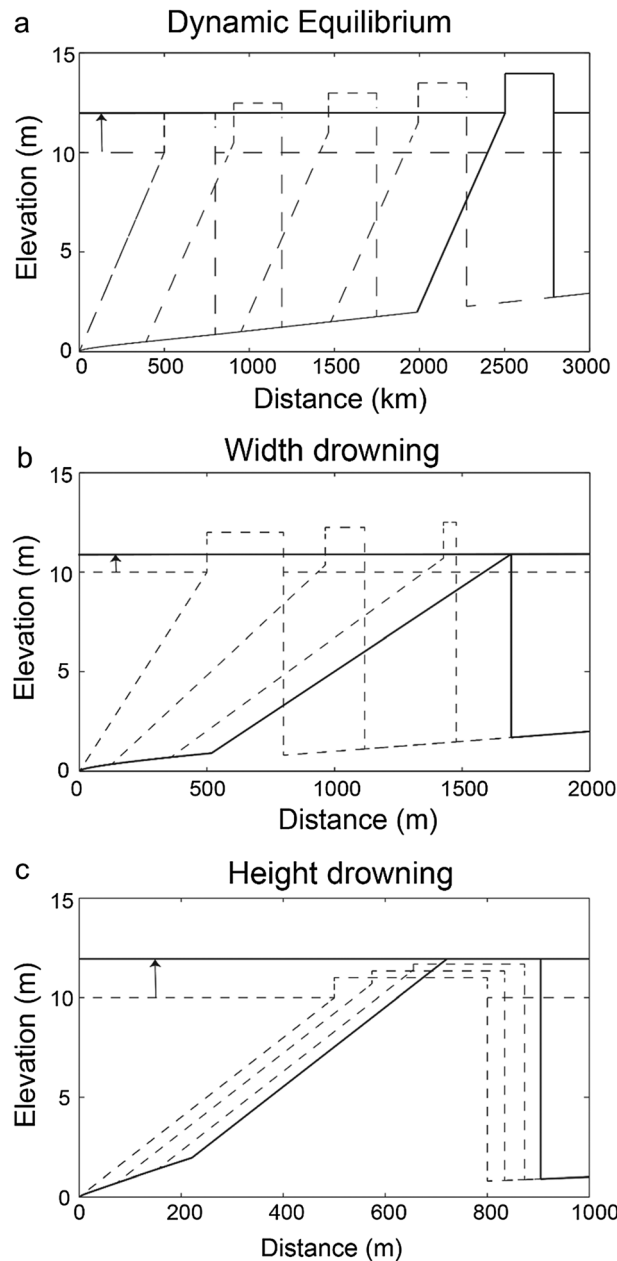 a
Dynamic Equilibrium
15
10
5
0
Elevation (m)
0 500 1000 1500 2000 2500 3000
Distance (km)
b
Width drowning
15
10
5
0
Elevation (m)
0 500 1000 1500 2000
Distance (m)
c
Height drowning
15
10
5
0
Elevation (m)
0 200 400 600 800 1000
Distance (m)